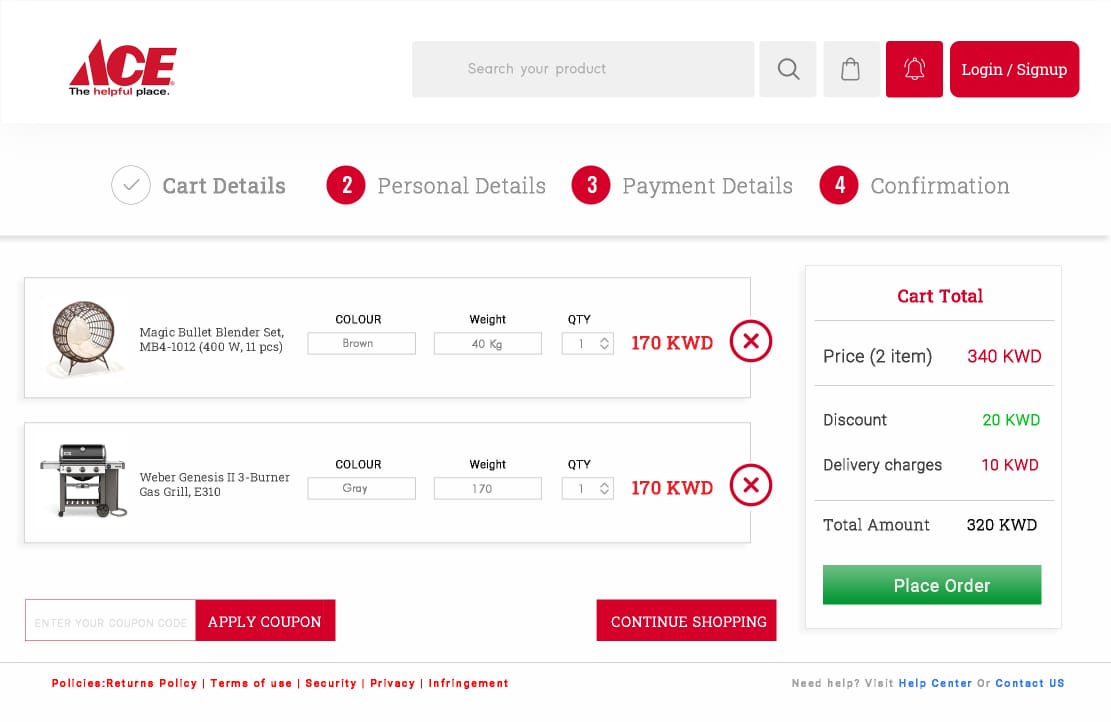 ACE
The helpful place.
Search your product
Login / Signup
Cart Details
2 Personal Details
3 Payment Details
4 Confirmation
COLOUR Weight QTY
Magic Bullet Blender Set,
MB4-1012 (400 W, 11 pcs)
Brown 40 Kg 1 170 KWD
COLOUR Weight QTY
Weber Genesis II 3-Burner
Gas Grill, E310
Gray 170 1 170 KWD
Cart Total
Price (2 item) 340 KWD
Discount 20 KWD
Delivery charges 10 KWD
Total Amount 320 KWD
Place Order
ENTER YOUR COUPON CODE APPLY COUPON CONTINUE SHOPPING
Policies:Returns Policy | Terms of use | Security | Privacy | Infringement
Need help? Visit Help Center Or Contact US